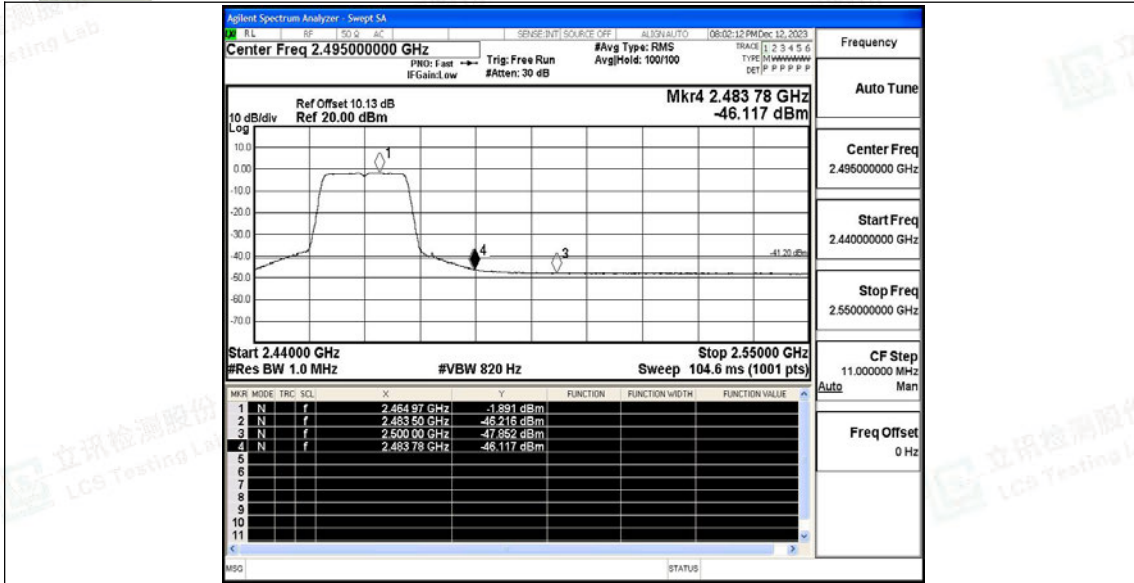 Agilent Spectrum Analyzer - Swept SA
RL RF 50 Ω AC SENSE:INT SOURCE OFF ALIGNAUTO 08:02:12 PM Dec 12, 2023
Center Freq 2.495000000 GHz
PNO: Fast
IFGain:Low
Trig: Free Run
#Atten: 30 dB
#Avg Type: RMS
Avg|Hold: 100/100
TRACE 1 2 3 4 5 6
TYPE MWWWWW
DET P P P P P P
Ref Offset 10.13 dB
Ref 20.00 dBm
10 dB/div
Log
Mkr4 2.483 78 GHz
-46.117 dBm
10.0
0.00
-10.0
-20.0
-30.0
-40.0
-50.0
-60.0
-70.0
1
4
3
-41.20 dBm
Start 2.44000 GHz
Stop 2.55000 GHz
#Res BW 1.0 MHz
#VBW 820 Hz
Sweep 104.6 ms (1001 pts)
MKR MODE TRC SCL X Y FUNCTION FUNCTION WIDTH FUNCTION VALUE
1 N f 2.464 97 GHz -1.891 dBm
2 N f 2.483 50 GHz -46.216 dBm
3 N f 2.500 00 GHz -47.852 dBm
4 N f 2.483 78 GHz -46.117 dBm
5
6
7
8
9
10
11
MSG
STATUS
Frequency
Auto Tune
Center Freq
2.495000000 GHz
Start Freq
2.440000000 GHz
Stop Freq
2.550000000 GHz
CF Step
11.000000 MHz
Auto Man
Freq Offset
0 Hz
立讯检测股份
LCS Testing Lab
立讯检测股份
LCS Testing L